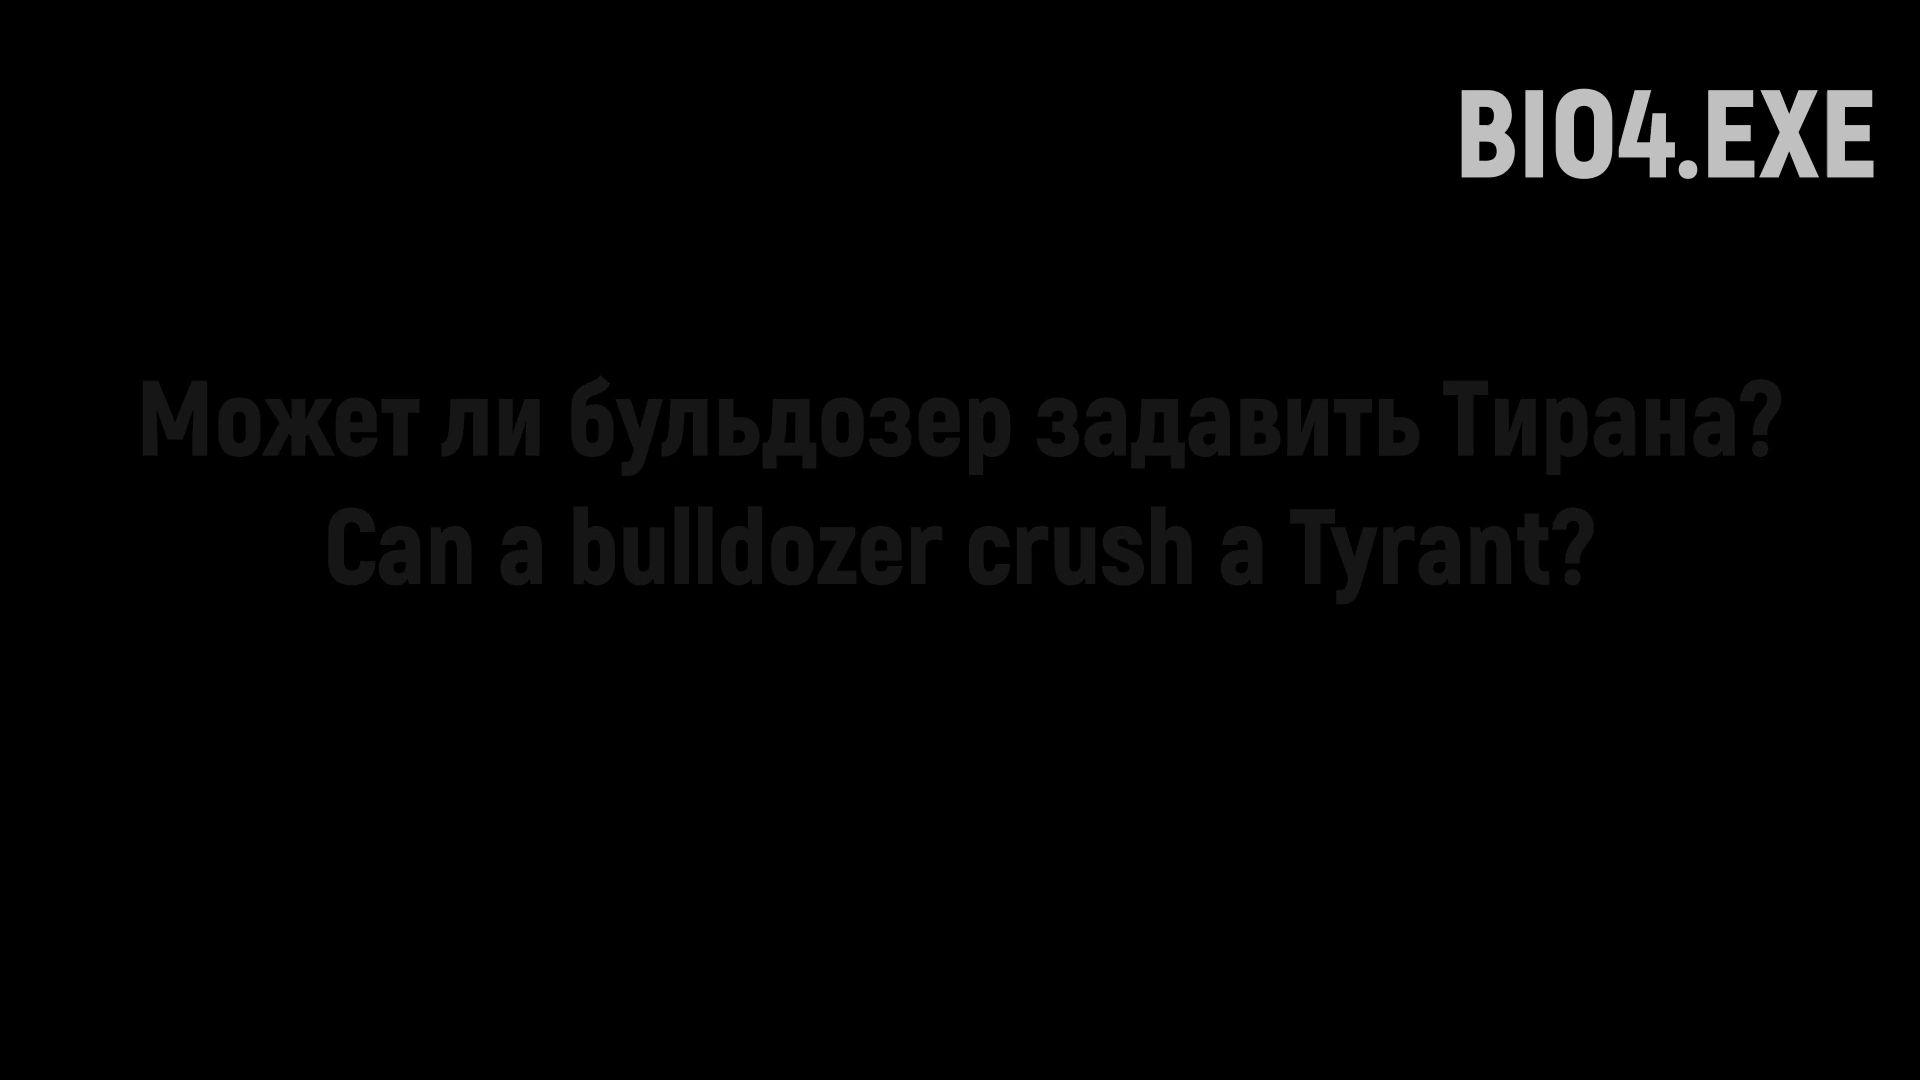 BIO4.EXE
Может ли бульдозер задавить Тирана?
Can a bulldozer crush a Tyrant?